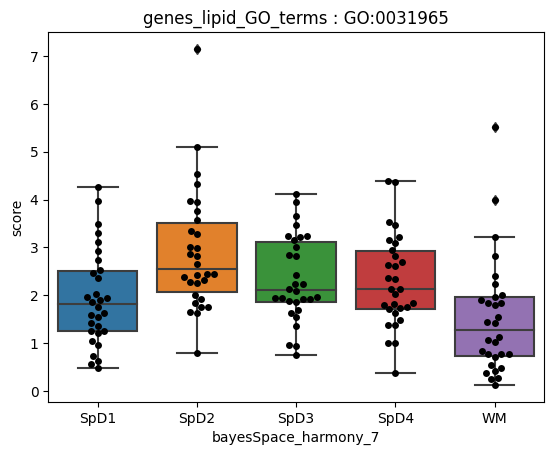 genes_lipid_GO_terms : GO:0031965
7
6
5
4
3
2
1
0
score
SpD1 SpD2 SpD3 SpD4 WM
bayesSpace_harmony_7